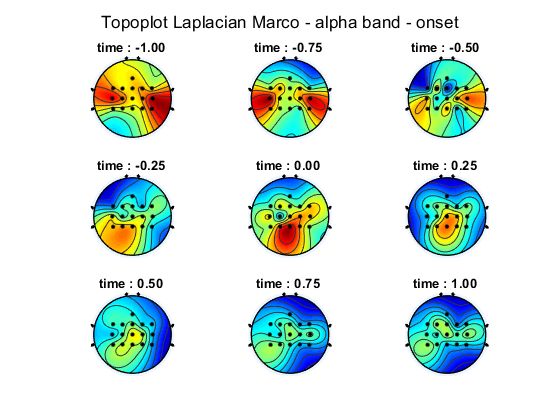 Topoplot Laplacian Marco - alpha band - onset
time : -1.00
time : -0.75
time : -0.50
time : -0.25
time : 0.00
time : 0.25
time : 0.50
time : 0.75
time : 1.00